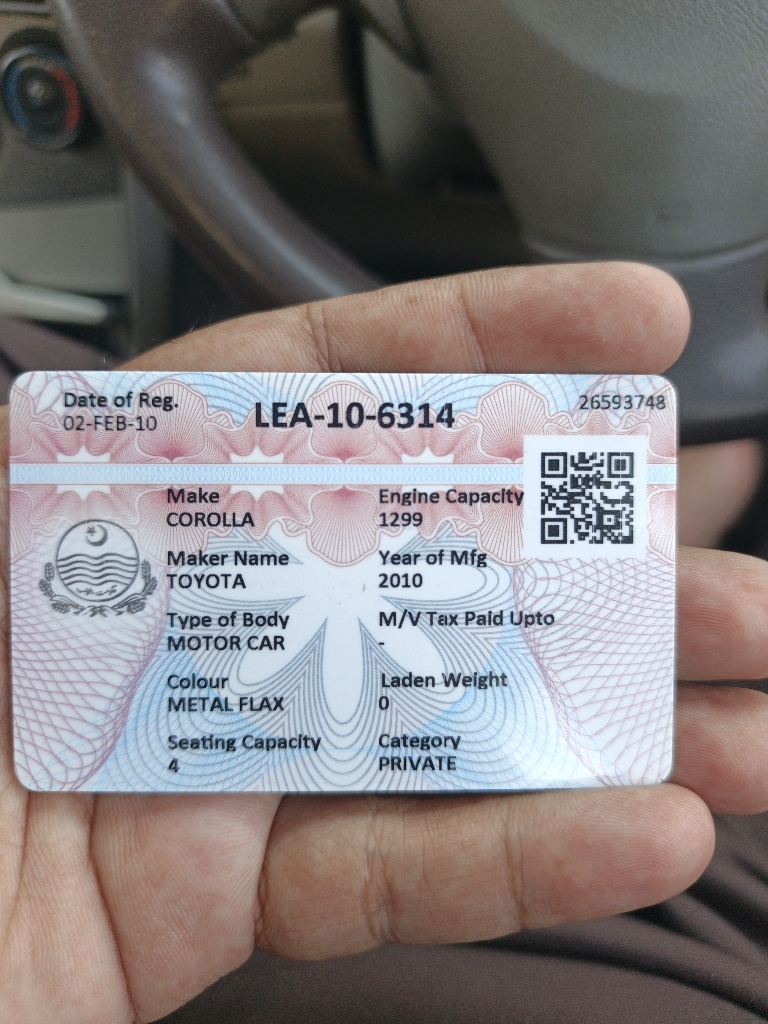 Date of Reg.
02-FEB-10
LEA-10-6314
26593748
Make
COROLLA
Engine Capacity
1299
Maker Name
TOYOTA
Year of Mfg
2010
Type of Body
MOTOR CAR
M/V Tax Paid Upto
-
Colour
METAL FLAX
Laden Weight
0
Seating Capacity
4
Category
PRIVATE